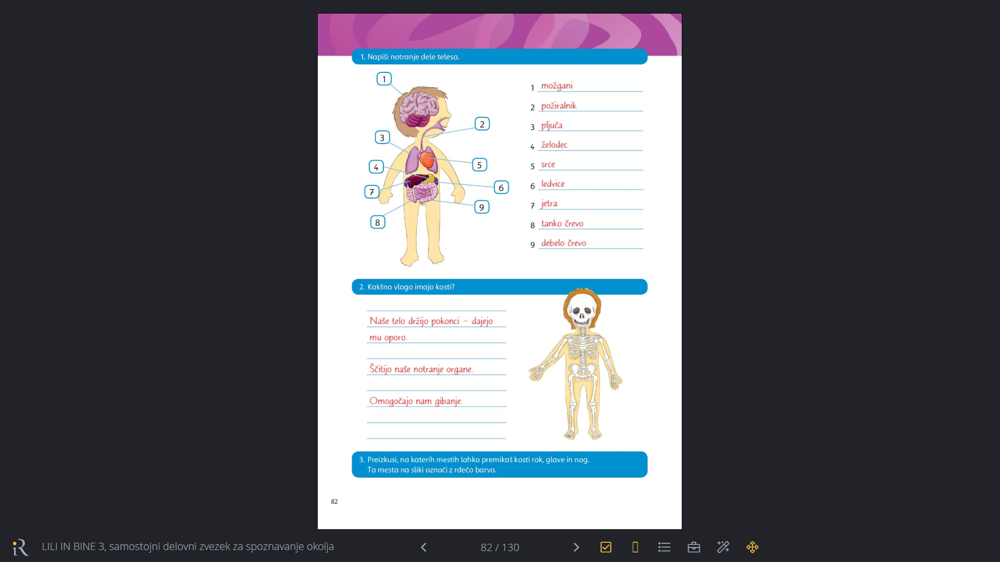 1. Napiši notranje dele telesa.
1
2
3
4
5
6
7
8
9
1 možgani
2 požiralnik
3 pljuča
4 želodec
5 srce
6 ledvice
7 jetra
8 tanko črevo
9 debelo črevo
2. Kakšno vlogo imajo kosti?
Naše telo držijo pokonci – dajejo
mu oporo.
Ščitijo naše notranje organe.
Omogočajo nam gibanje.
3. Preizkusi, na katerih mestih lahko premikaš kosti rok, glave in nog.
Ta mesta na sliki označi z rdečo barvo.
82
iR LILI IN BINE 3, samostojni delovni zvezek za spoznavanje okolja
82 / 130